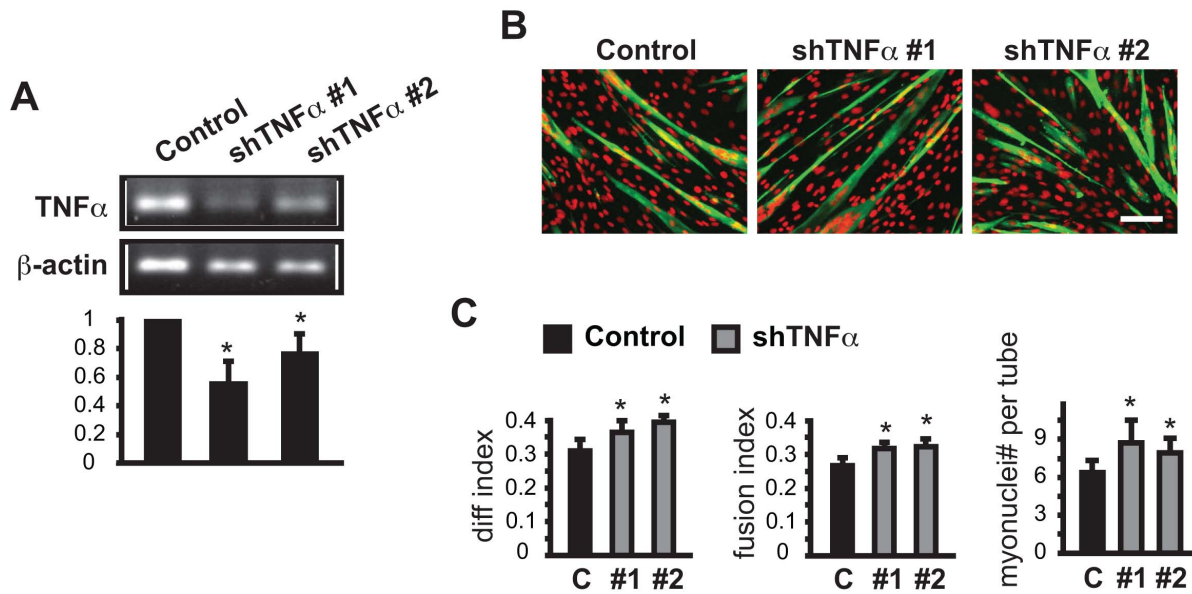 A
Control
shTNFα #1
shTNFα #2
TNFα
β-actin
1
*
*
0.8
0.6
0.4
0.2
0
B
Control
shTNFα #1
shTNFα #2
C
Control
shTNFα
diff index
0.4
0.3
0.2
0.1
0
*
*
C #1 #2
fusion index
0.4
0.3
0.2
0.1
0
*
*
C #1 #2
myonuclei# per tube
9
6
3
0
*
*
C #1 #2